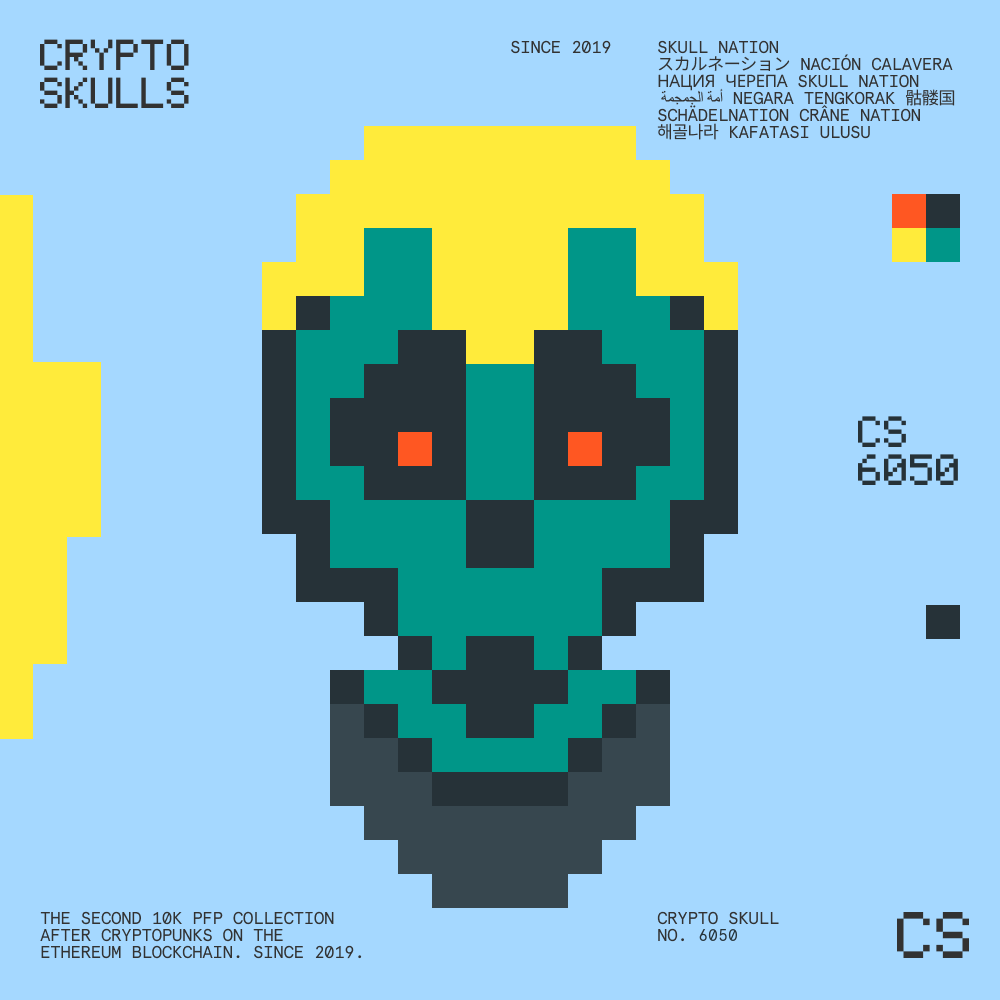 CRYPTO
SKULLS
SINCE 2019
SKULL NATION
スカルネーション NACIÓN CALAVERA
НАЦИЯ ЧЕРЕПА SKULL NATION
أمة الجمجمة NEGARA TENGKORAK 骷髅国
SCHÄDELNATION CRÂNE NATION
해골나라 KAFATASI ULUSU
CS
6050
THE SECOND 10K PFP COLLECTION
AFTER CRYPTOPUNKS ON THE
ETHEREUM BLOCKCHAIN. SINCE 2019.
CRYPTO SKULL
NO. 6050
CS